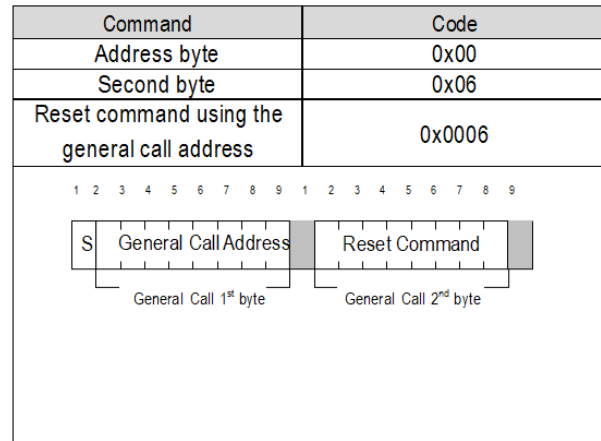 Command Code
Address byte 0x00
Second byte 0x06
Reset command using the
general call address 0x0006
1 2 3 4 5 6 7 8 9 1 2 3 4 5 6 7 8 9
S General Call Address Reset Command
General Call 1st byte General Call 2nd byte